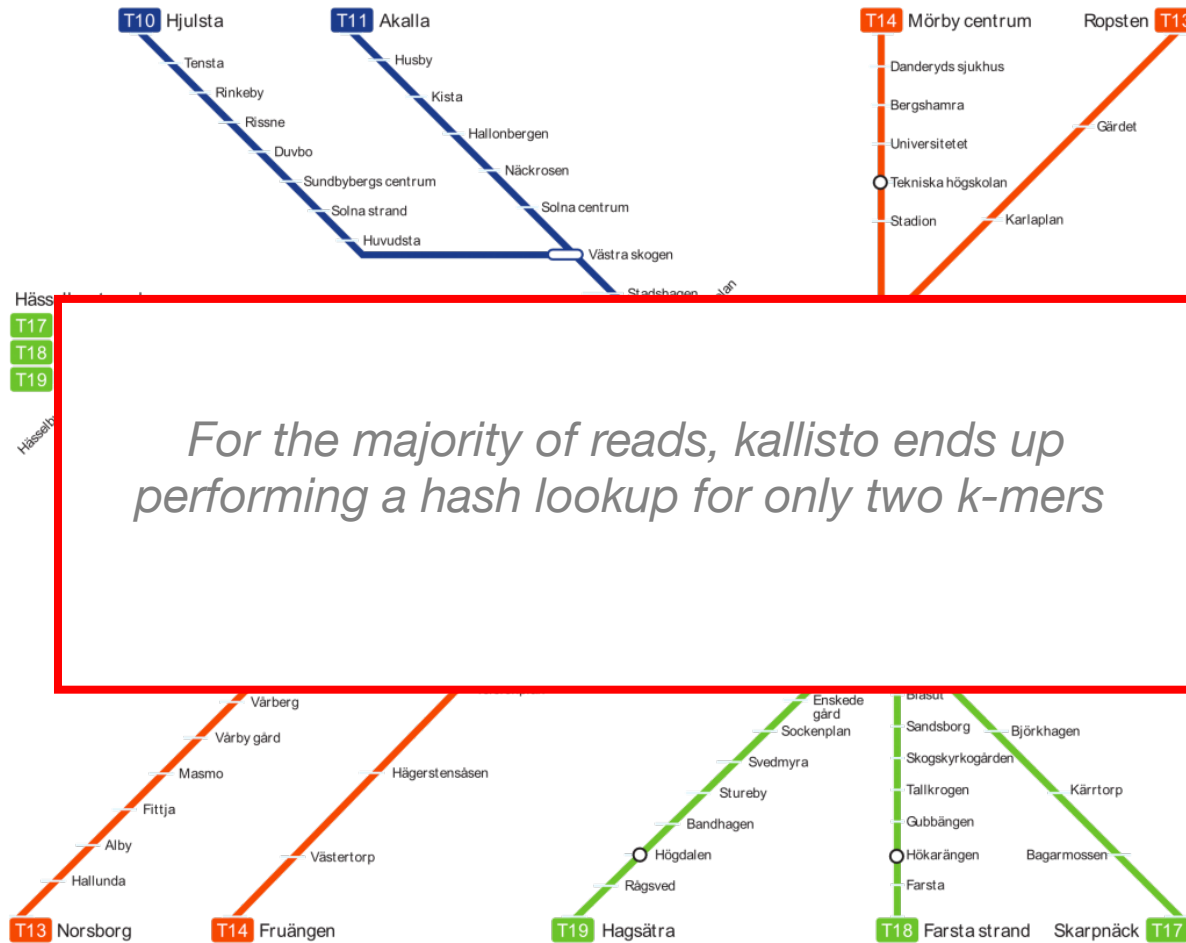 T10 Hjulsta
T11 Akalla
T14 Mörby centrum
Ropsten T13
Tensta
Husby
Danderyds sjukhus
Rinkeby
Kista
Bergshamra
Rissne
Gärdet
Hallonbergen
Universitetet
Duvbo
Näckrosen
Sundbybergs centrum
Tekniska högskolan
Solna strand
Solna centrum
Stadion
Karlaplan
Huvudsta
Västra skogen
Stadshagen
T17
T18
T19
For the majority of reads, kallisto ends up
performing a hash lookup for only two k-mers
Vårberg
Enskede
gård
Blåsut
Vårby gård
Sockenplan
Sandsborg
Björkhagen
Masmo
Hägerstensåsen
Svedmyra
Skogskyrkogården
Fittja
Stureby
Tallkrogen
Kärrtorp
Alby
Bandhagen
Gubbängen
Västertorp
Högdalen
Hökarängen
Bagarmossen
Hallunda
Rågsved
Farsta
T13 Norsborg
T14 Fruängen
T19 Hagsätra
T18 Farsta strand
Skarpnäck T17